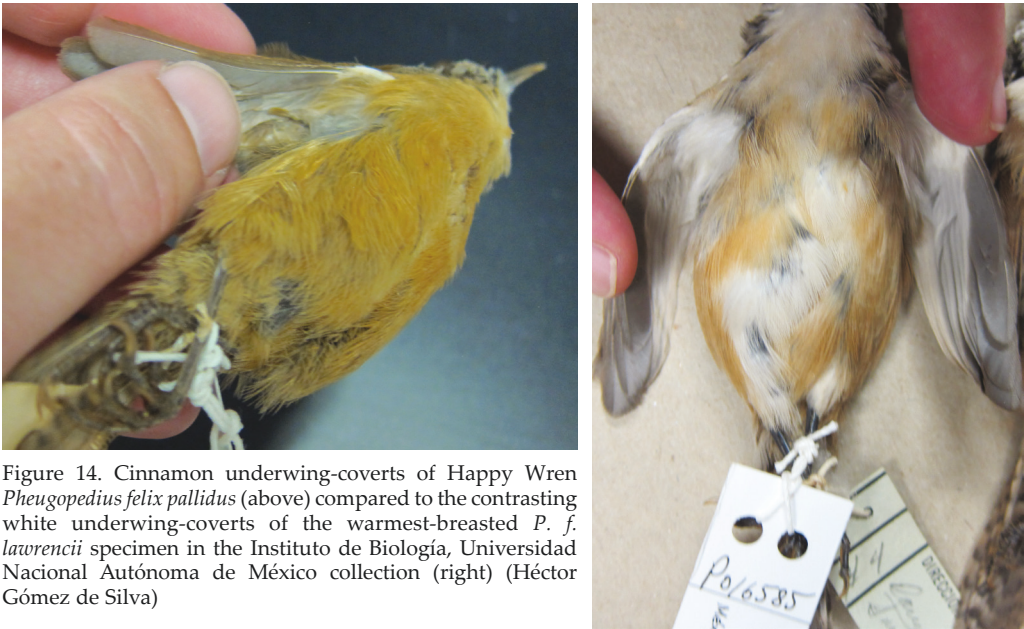 Figure 14. Cinnamon underwing-coverts of Happy Wren
Pheugopedius felix pallidus (above) compared to the contrasting
white underwing-coverts of the warmest-breasted P. f.
lawrencii specimen in the Instituto de Biología, Universidad
Nacional Autónoma de México collection (right) (Héctor
Gómez de Silva)
PO16585
DIRECC